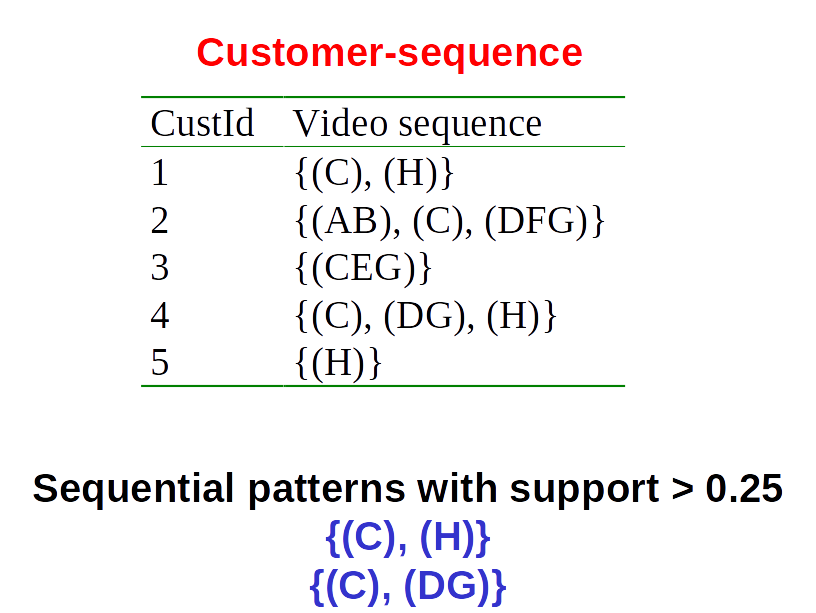 Customer-sequence
CustId Video sequence
1 {(C), (H)}
2 {(AB), (C), (DFG)}
3 {(CEG)}
4 {(C), (DG), (H)}
5 {(H)}
Sequential patterns with support > 0.25
{(C), (H)}
{(C), (DG)}